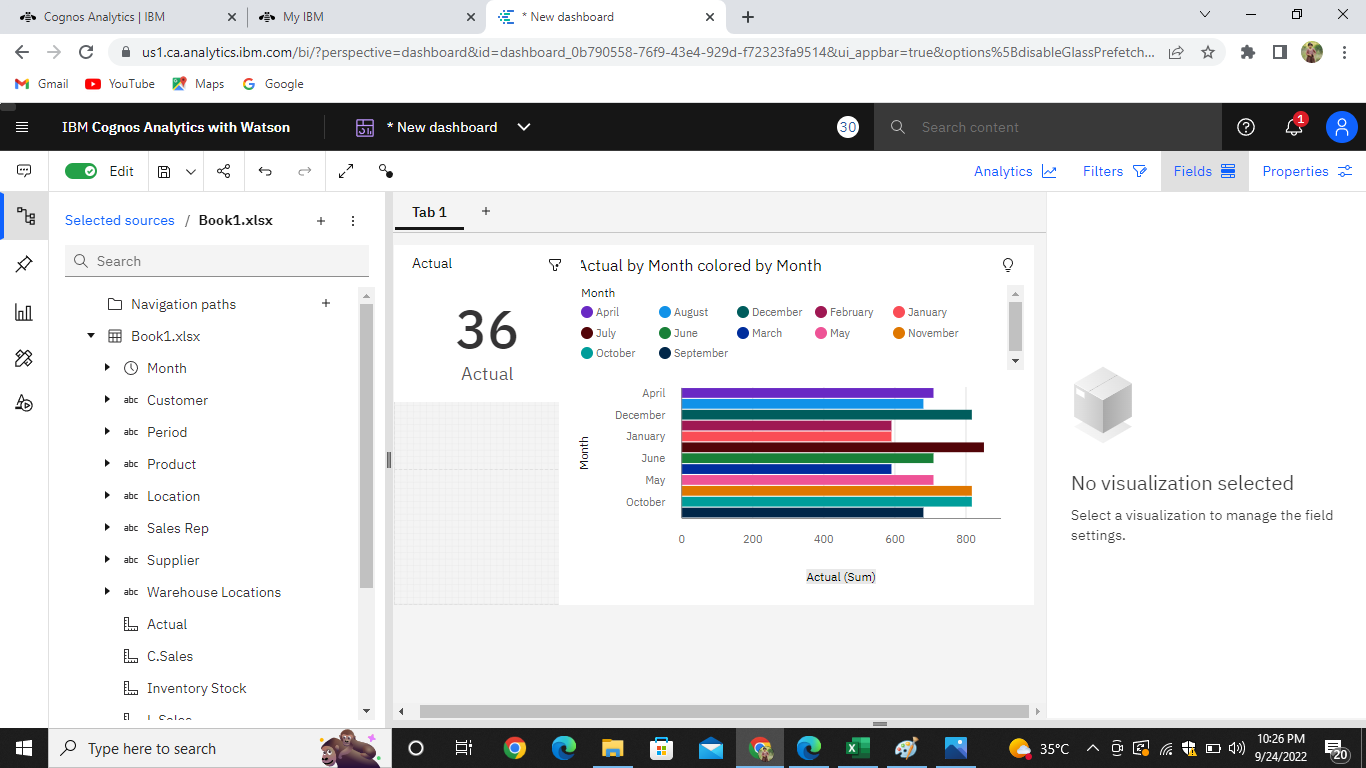 Cognos Analytics | IBM
My IBM
* New dashboard
us1.ca.analytics.ibm.com/bi/?perspective=dashboard&id=dashboard_0b790558-76f9-43e4-929d-f72323fa9514&ui_appbar=true&options%5BdisableGlassPrefetch...
Gmail
YouTube
Maps
Google
IBM Cognos Analytics with Watson
* New dashboard
30
Search content
1
Edit
Analytics
Filters
Fields
Properties
Selected sources / Book1.xlsx
Search
Navigation paths
Book1.xlsx
Month
abc Customer
abc Period
abc Product
abc Location
abc Sales Rep
abc Supplier
abc Warehouse Locations
Actual
C.Sales
Inventory Stock
Tab 1
Actual
36
Actual
Actual by Month colored by Month
Month
April August December February January
July June March May November
October September
Month
April
December
January
June
May
October
0 200 400 600 800
Actual (Sum)
No visualization selected
Select a visualization to manage the field
settings.
Type here to search
35°C
10:26 PM
9/24/2022
20